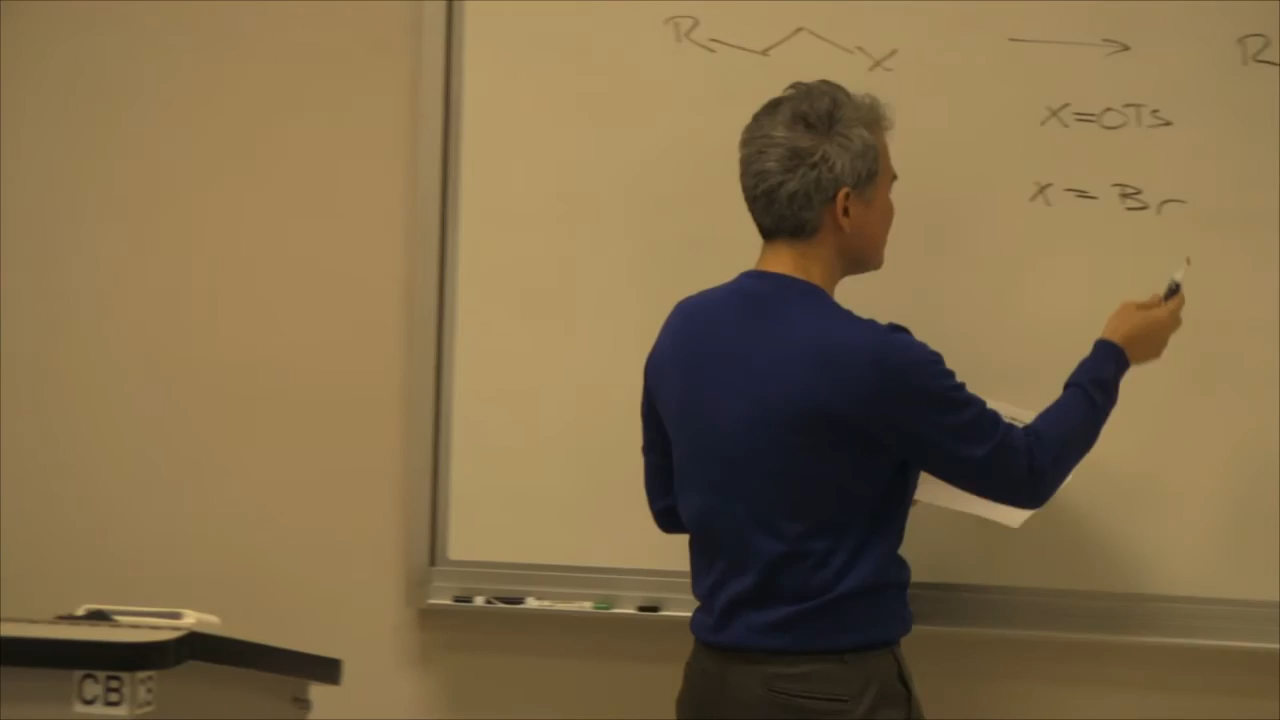 R X → R
X=OTs
X = Br
CB